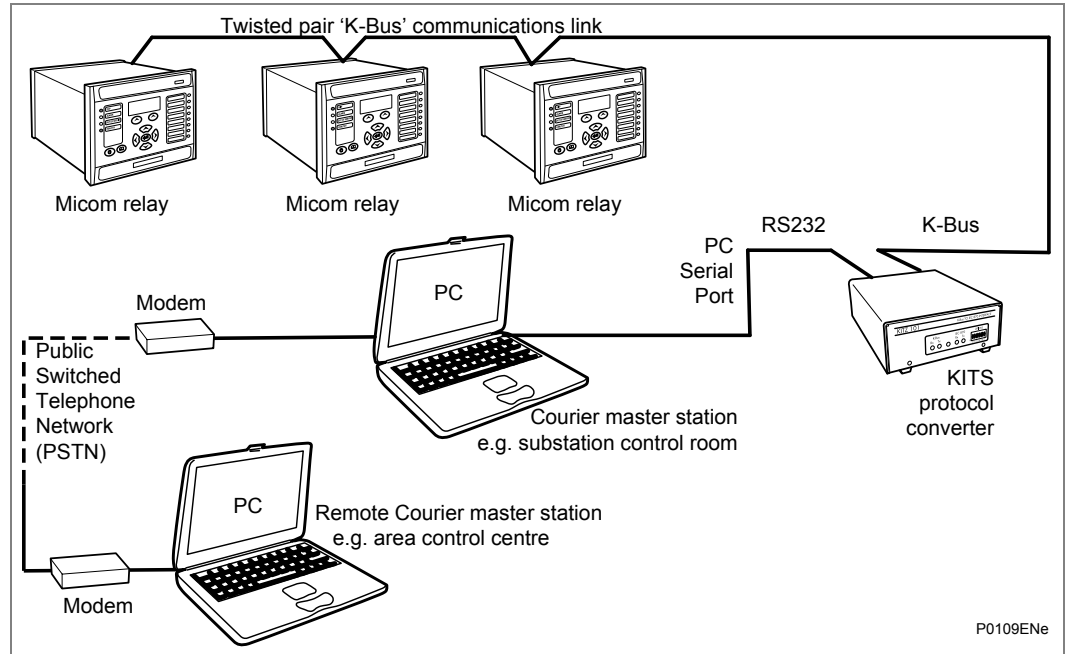 Twisted pair ‘K-Bus’ communications link
Micom relay
Micom relay
Micom relay
RS232
K-Bus
PC
Serial
Port
KITZ 101
KITS
protocol
converter
Modem
PC
Public
Switched
Telephone
Network
(PSTN)
Courier master station
e.g. substation control room
PC
Remote Courier master station
e.g. area control centre
Modem
P0109ENe